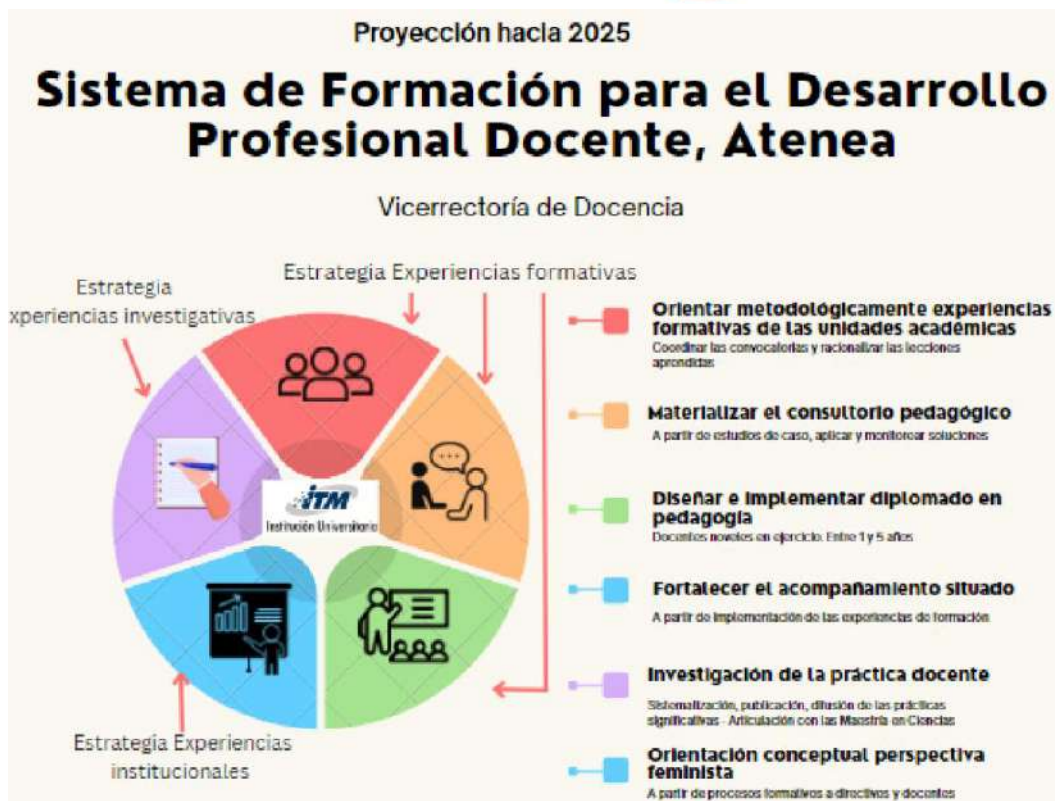 Proyección hacia 2025
Sistema de Formación para el Desarrollo
Profesional Docente, Atenea
Vicerrectoría de Docencia
Estrategia Experiencias formativas
Estrategia
xperiencias investigativas
iTM
Institución Universitaria
Estrategia Experiencias
institucionales
Orientar metodológicamente experiencias
formativas de las unidades académicas
Coordinar las convocatorias y racionalizar las lecciones
aprendidas
Materializar el consultorio pedagógico
A partir de estudios de caso, aplicar y monitorear soluciones
Diseñar e implementar diplomado en
pedagogía
Docentes noveles en ejercicio. Entre 1 y 5 años
Fortalecer el acompañamiento situado
A partir de implementación de las experiencias de formación
Investigación de la práctica docente
Sistematización, publicación, difusión de las prácticas
significativas - Articulación con las Maestría en Ciencias
Orientación conceptual perspectiva
feminista
A partir de procesos formativos a directivos y docentes